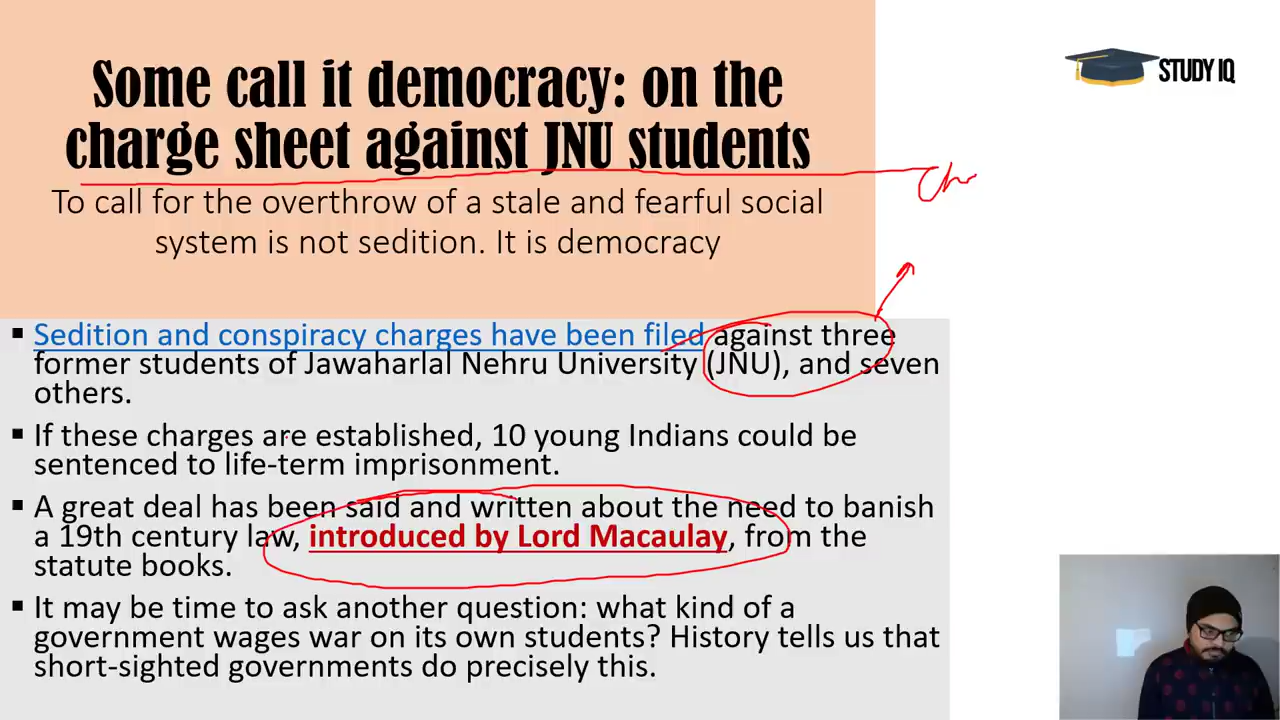 Some call it democracy: on the
charge sheet against JNU students
STUDY IQ
To call for the overthrow of a stale and fearful social
system is not sedition. It is democracy
▪ Sedition and conspiracy charges have been filed against three
former students of Jawaharlal Nehru University (JNU), and seven
others.
▪ If these charges are established, 10 young Indians could be
sentenced to life-term imprisonment.
▪ A great deal has been said and written about the need to banish
a 19th century law, introduced by Lord Macaulay, from the
statute books.
▪ It may be time to ask another question: what kind of a
government wages war on its own students? History tells us that
short-sighted governments do precisely this.